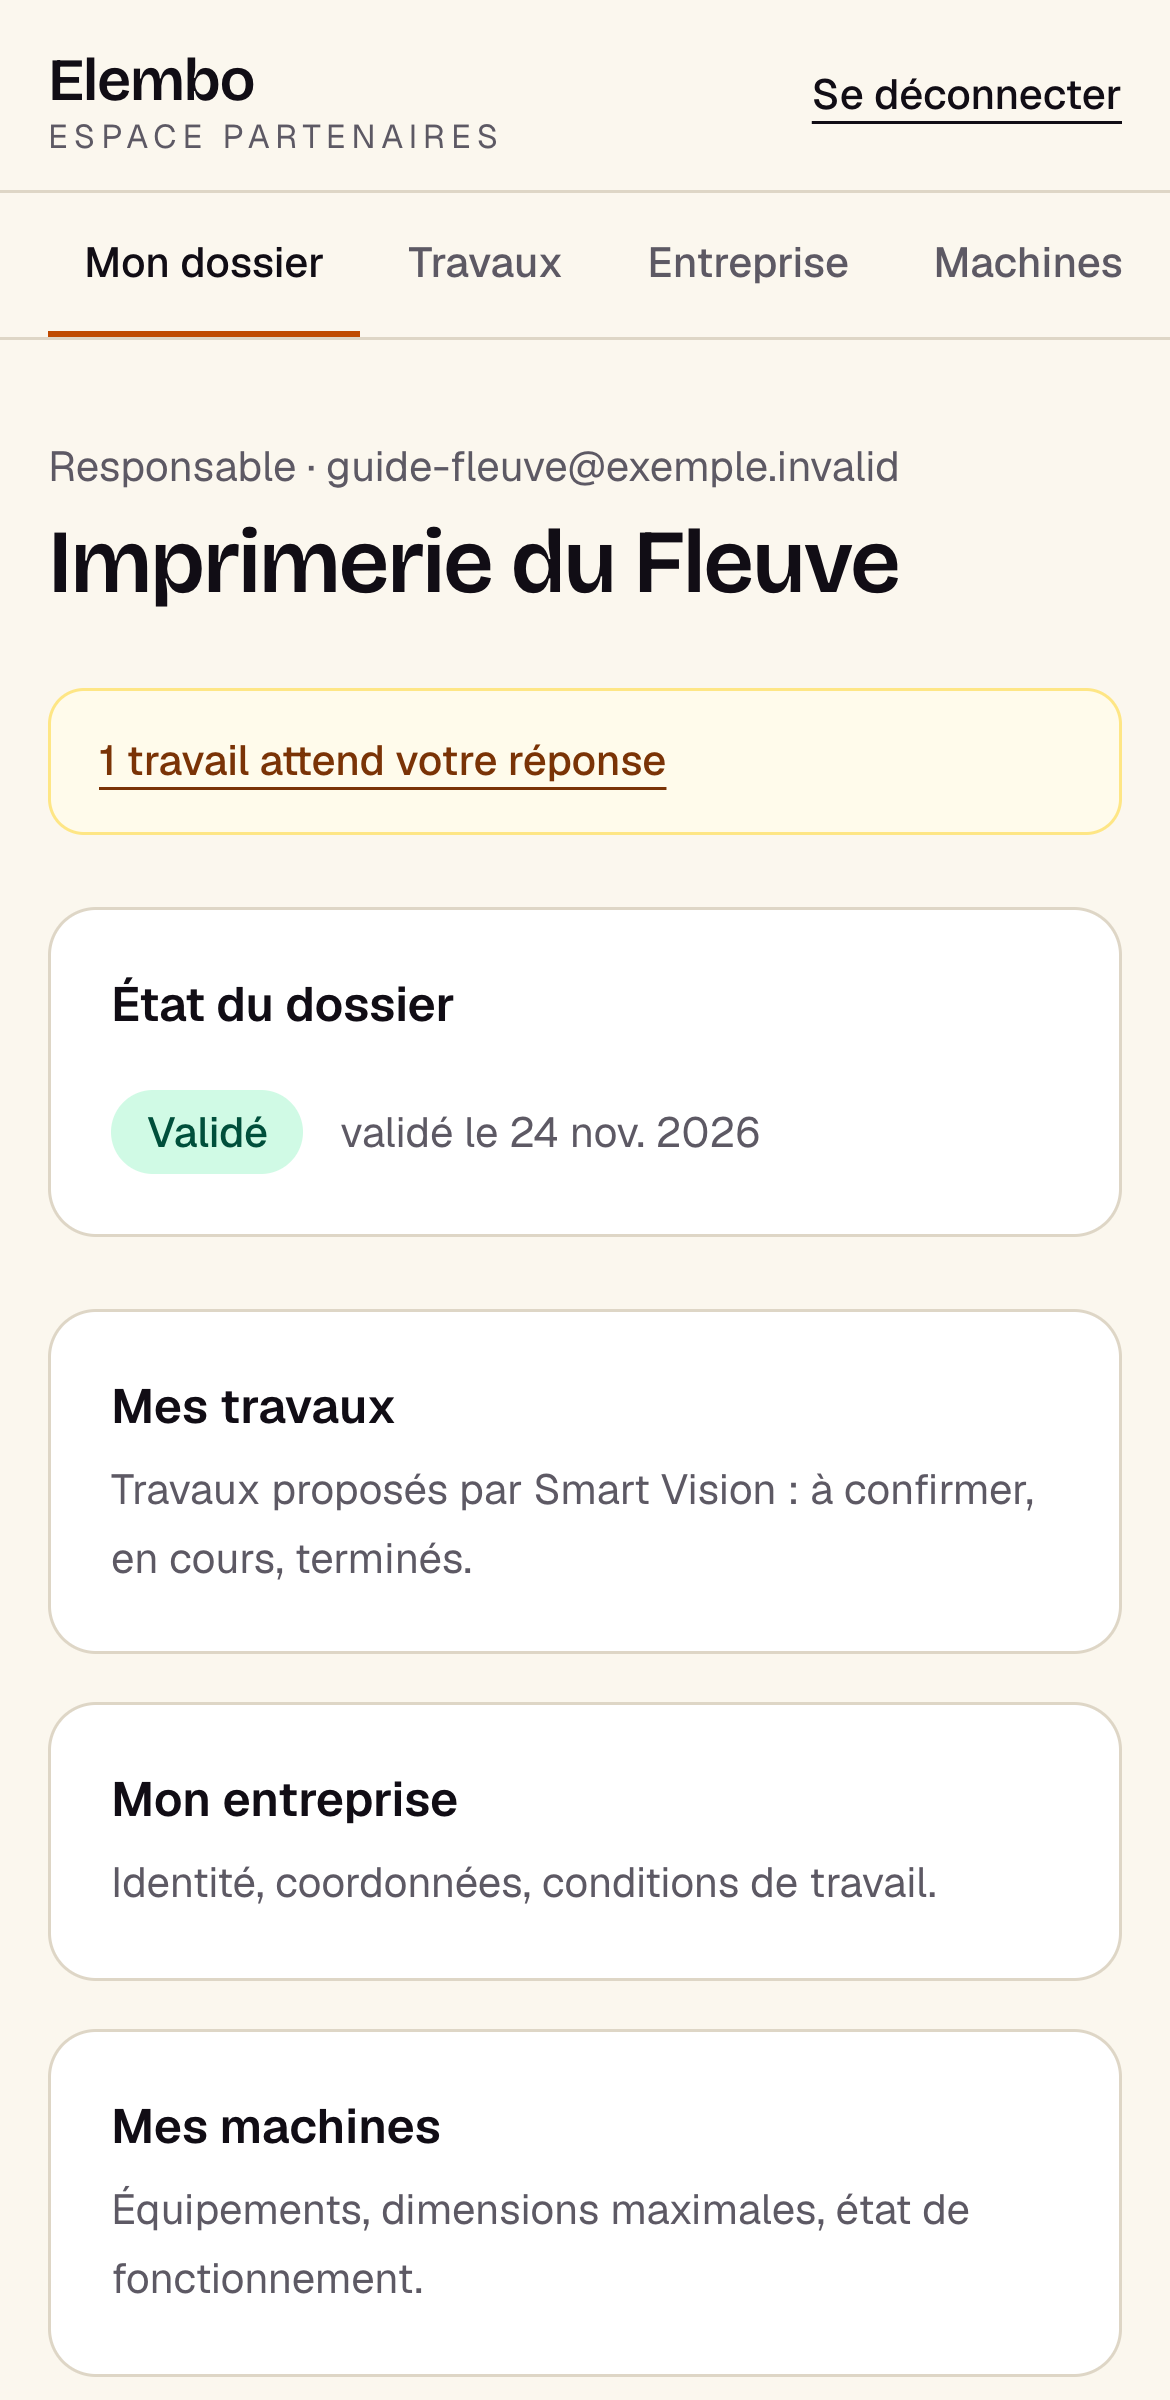 Elembo
ESPACE PARTENAIRES
Se déconnecter
Mon dossier
Travaux
Entreprise
Machines
Responsable · guide-fleuve@exemple.invalid
Imprimerie du Fleuve
1 travail attend votre réponse
État du dossier
Validé
validé le 24 nov. 2026
Mes travaux
Travaux proposés par Smart Vision : à confirmer,
en cours, terminés.
Mon entreprise
Identité, coordonnées, conditions de travail.
Mes machines
Équipements, dimensions maximales, état de
fonctionnement.